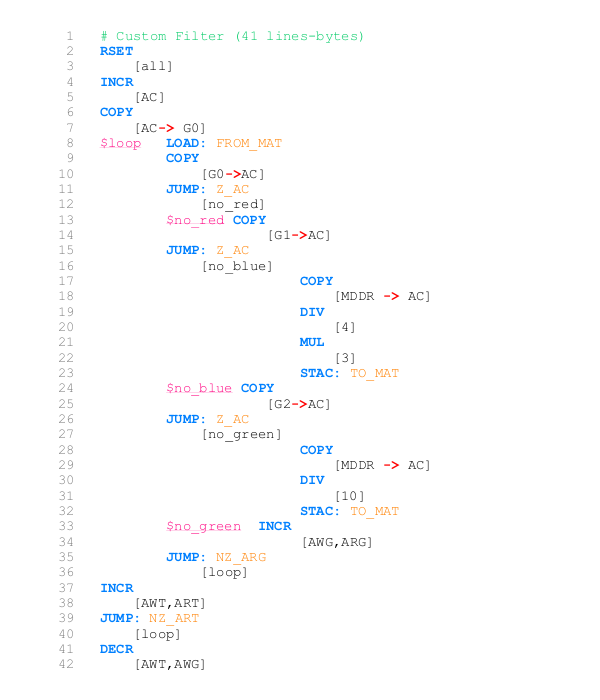 1 # Custom Filter (41 lines-bytes)
2 RSET
3 [all]
4 INCR
5 [AC]
6 COPY
7 [AC-> G0]
8 $loop LOAD: FROM_MAT
9 COPY
10 [G0->AC]
11 JUMP: Z_AC
12 [no_red]
13 $no_red COPY
14 [G1->AC]
15 JUMP: Z_AC
16 [no_blue]
17 COPY
18 [MDDR -> AC]
19 DIV
20 [4]
21 MUL
22 [3]
23 STAC: TO_MAT
24 $no_blue COPY
25 [G2->AC]
26 JUMP: Z_AC
27 [no_green]
28 COPY
29 [MDDR -> AC]
30 DIV
31 [10]
32 STAC: TO_MAT
33 $no_green INCR
34 [AWG,ARG]
35 JUMP: NZ_ARG
36 [loop]
37 INCR
38 [AWT,ART]
39 JUMP: NZ_ART
40 [loop]
41 DECR
42 [AWT,AWG]